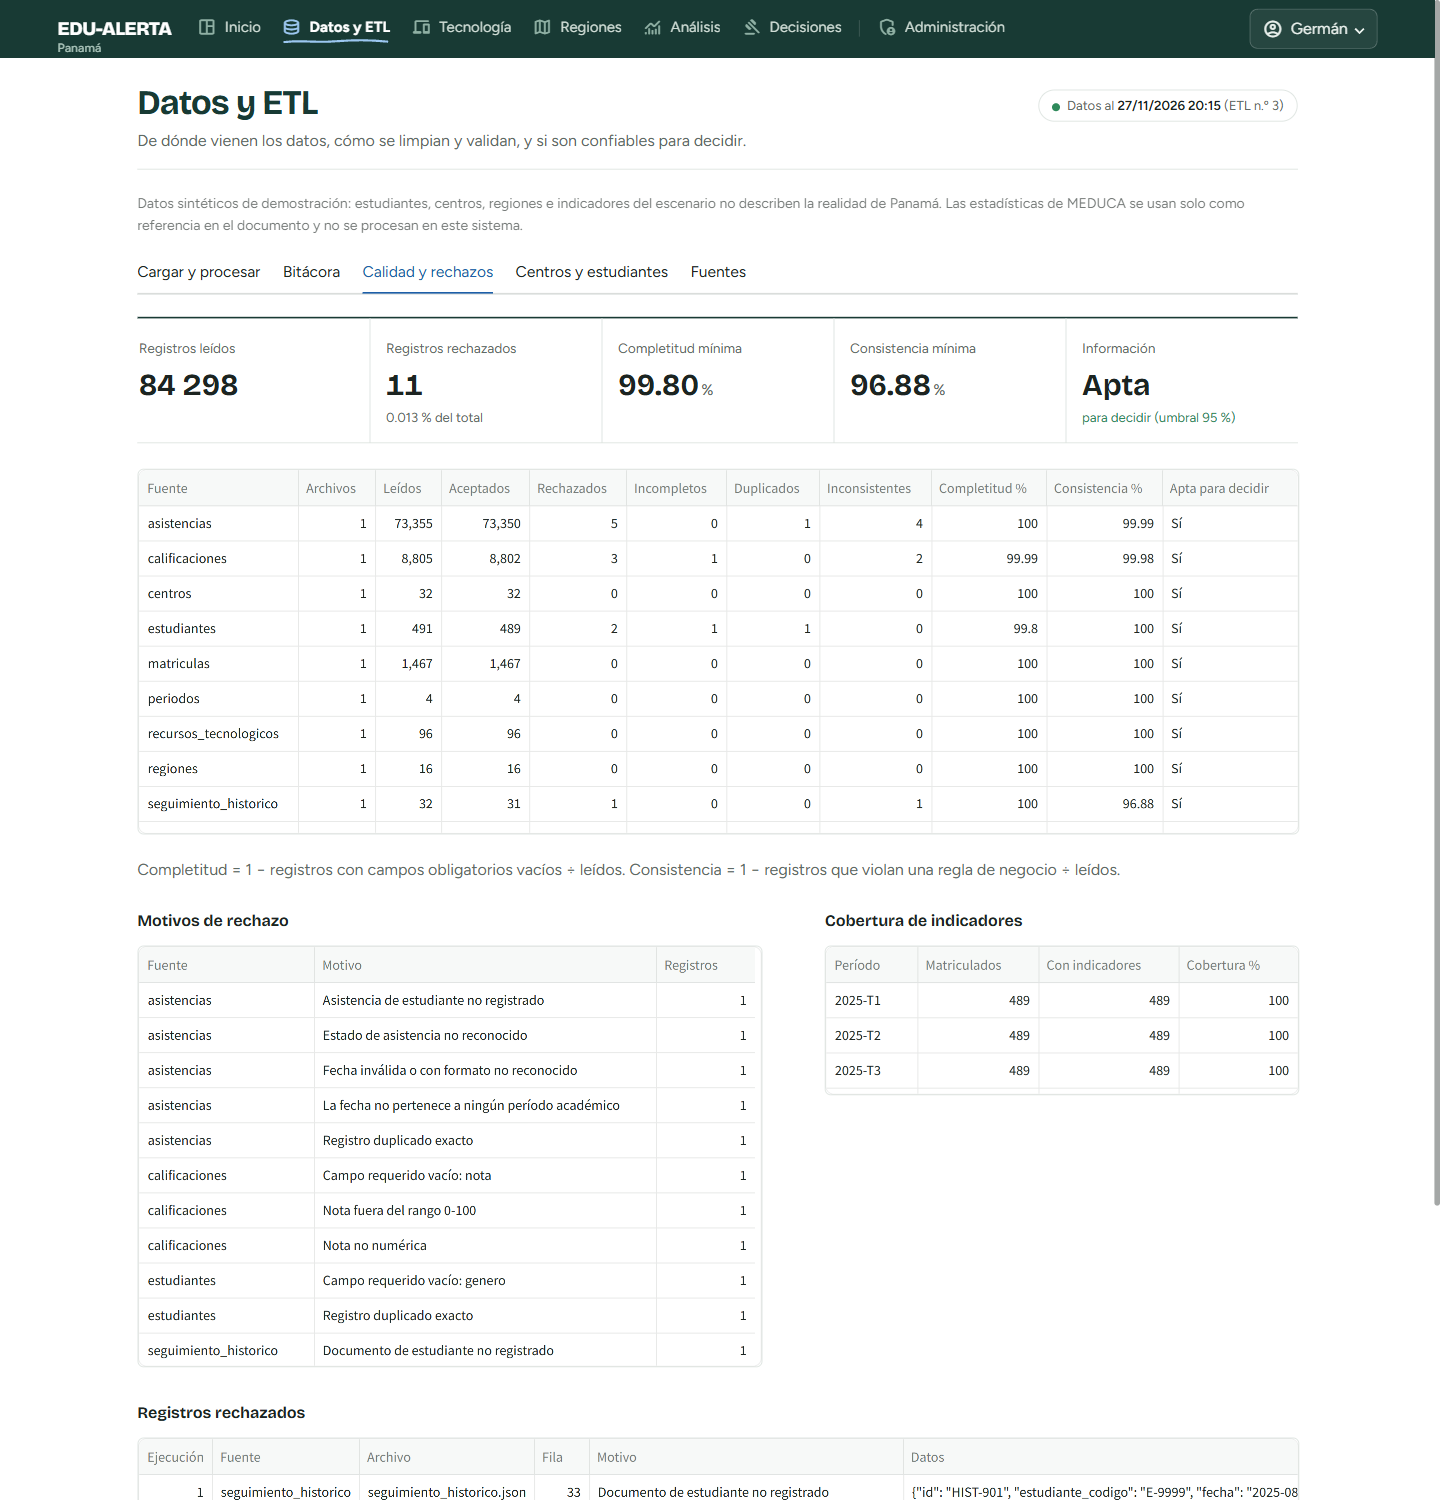 EDU-ALERTA
Panamá
Inicio Datos y ETL Tecnología Regiones Análisis Decisiones Administración Germán
Datos y ETL
Datos al 27/11/2026 20:15 (ETL n.º 3)
De dónde vienen los datos, cómo se limpian y validan, y si son confiables para decidir.
Datos sintéticos de demostración: estudiantes, centros, regiones e indicadores del escenario no describen la realidad de Panamá. Las estadísticas de MEDUCA se usan solo como
referencia en el documento y no se procesan en este sistema.
Cargar y procesar Bitácora Calidad y rechazos Centros y estudiantes Fuentes
Registros leídos Registros rechazados Completitud mínima Consistencia mínima Información
84 298 11 99.80 % 96.88 % Apta
0.013 % del total para decidir (umbral 95 %)
Fuente Archivos Leídos Aceptados Rechazados Incompletos Duplicados Inconsistentes Completitud % Consistencia % Apta para decidir
asistencias 1 73,355 73,350 5 0 1 4 100 99.99 Sí
calificaciones 1 8,805 8,802 3 1 0 2 99.99 99.98 Sí
centros 1 32 32 0 0 0 0 100 100 Sí
estudiantes 1 491 489 2 1 1 0 99.8 100 Sí
matriculas 1 1,467 1,467 0 0 0 0 100 100 Sí
periodos 1 4 4 0 0 0 0 100 100 Sí
recursos_tecnologicos 1 96 96 0 0 0 0 100 100 Sí
regiones 1 16 16 0 0 0 0 100 100 Sí
seguimiento_historico 1 32 31 1 0 0 1 100 96.88 Sí
Completitud = 1 − registros con campos obligatorios vacíos ÷ leídos. Consistencia = 1 − registros que violan una regla de negocio ÷ leídos.
Motivos de rechazo
Fuente Motivo Registros
asistencias Asistencia de estudiante no registrado 1
asistencias Estado de asistencia no reconocido 1
asistencias Fecha inválida o con formato no reconocido 1
asistencias La fecha no pertenece a ningún período académico 1
asistencias Registro duplicado exacto 1
calificaciones Campo requerido vacío: nota 1
calificaciones Nota fuera del rango 0-100 1
calificaciones Nota no numérica 1
estudiantes Campo requerido vacío: genero 1
estudiantes Registro duplicado exacto 1
seguimiento_historico Documento de estudiante no registrado 1
Cobertura de indicadores
Período Matriculados Con indicadores Cobertura %
2025-T1 489 489 100
2025-T2 489 489 100
2025-T3 489 489 100
Registros rechazados
Ejecución Fuente Archivo Fila Motivo Datos
1 seguimiento_historico seguimiento_historico.json 33 Documento de estudiante no registrado {"id": "HIST-901", "estudiante_codigo": "E-9999", "fecha": "2025-08